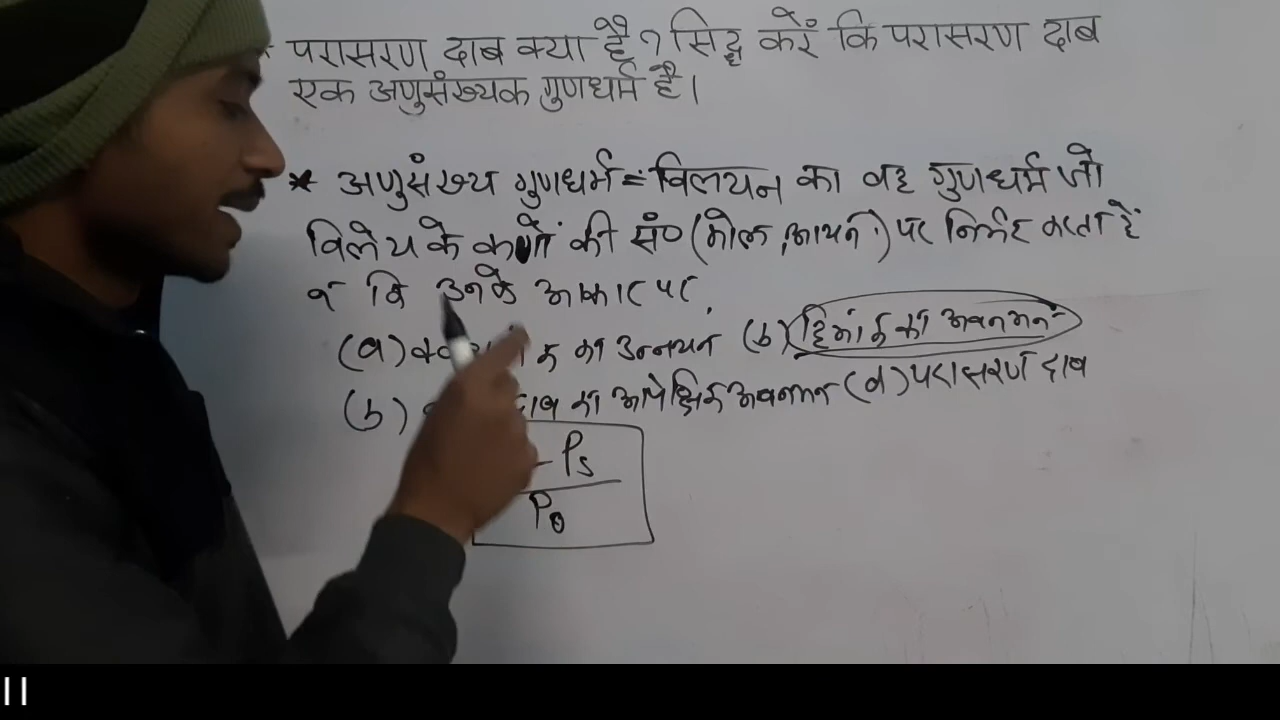 * परासरण दाब क्या है ? सिद्ध करें कि परासरण दाब
एक अणुसंख्यक गुणधर्म है।
* अणुसंख्य गुणधर्म = विलयन का वह गुणधर्म जो
विलेय के कणों की सं० (मोल, आयन) पर निर्भर करता है
न कि उनके आकार पर,
(a) का उन्नयन (b) हिमांक का अवनमन
(b) दाब का आपेक्षिक अवनमन (d) परासरण दाब
- Ps
P0